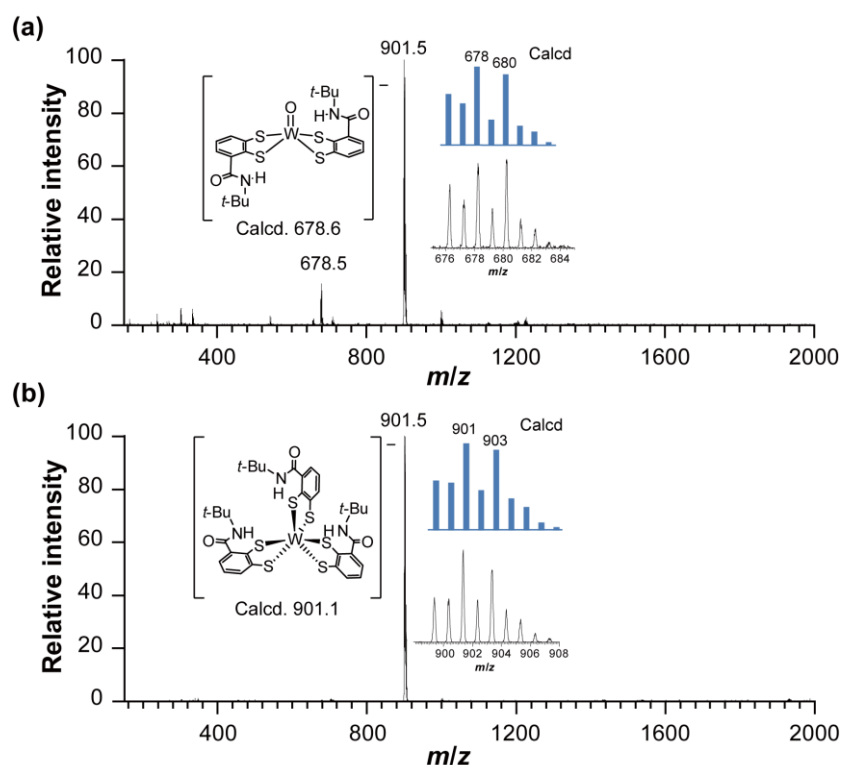 (a)
Relative intensity
100
80
60
40
20
0
400
800
1200
1600
2000
m/z
901.5
678.5
–
t-Bu
H-N
O
O
W
S
S
S
S
O
N-H
t-Bu
Calcd. 678.6
Calcd
678
680
676
678
680
682
684
m/z
(b)
Relative intensity
100
80
60
40
20
0
400
800
1200
1600
2000
m/z
901.5
–
O
t-Bu-N
H
t-Bu
NH
O
S
S
S
W
S
S
S
t-Bu
H N
O
Calcd. 901.1
Calcd
901
903
900
902
904
906
908
m/z